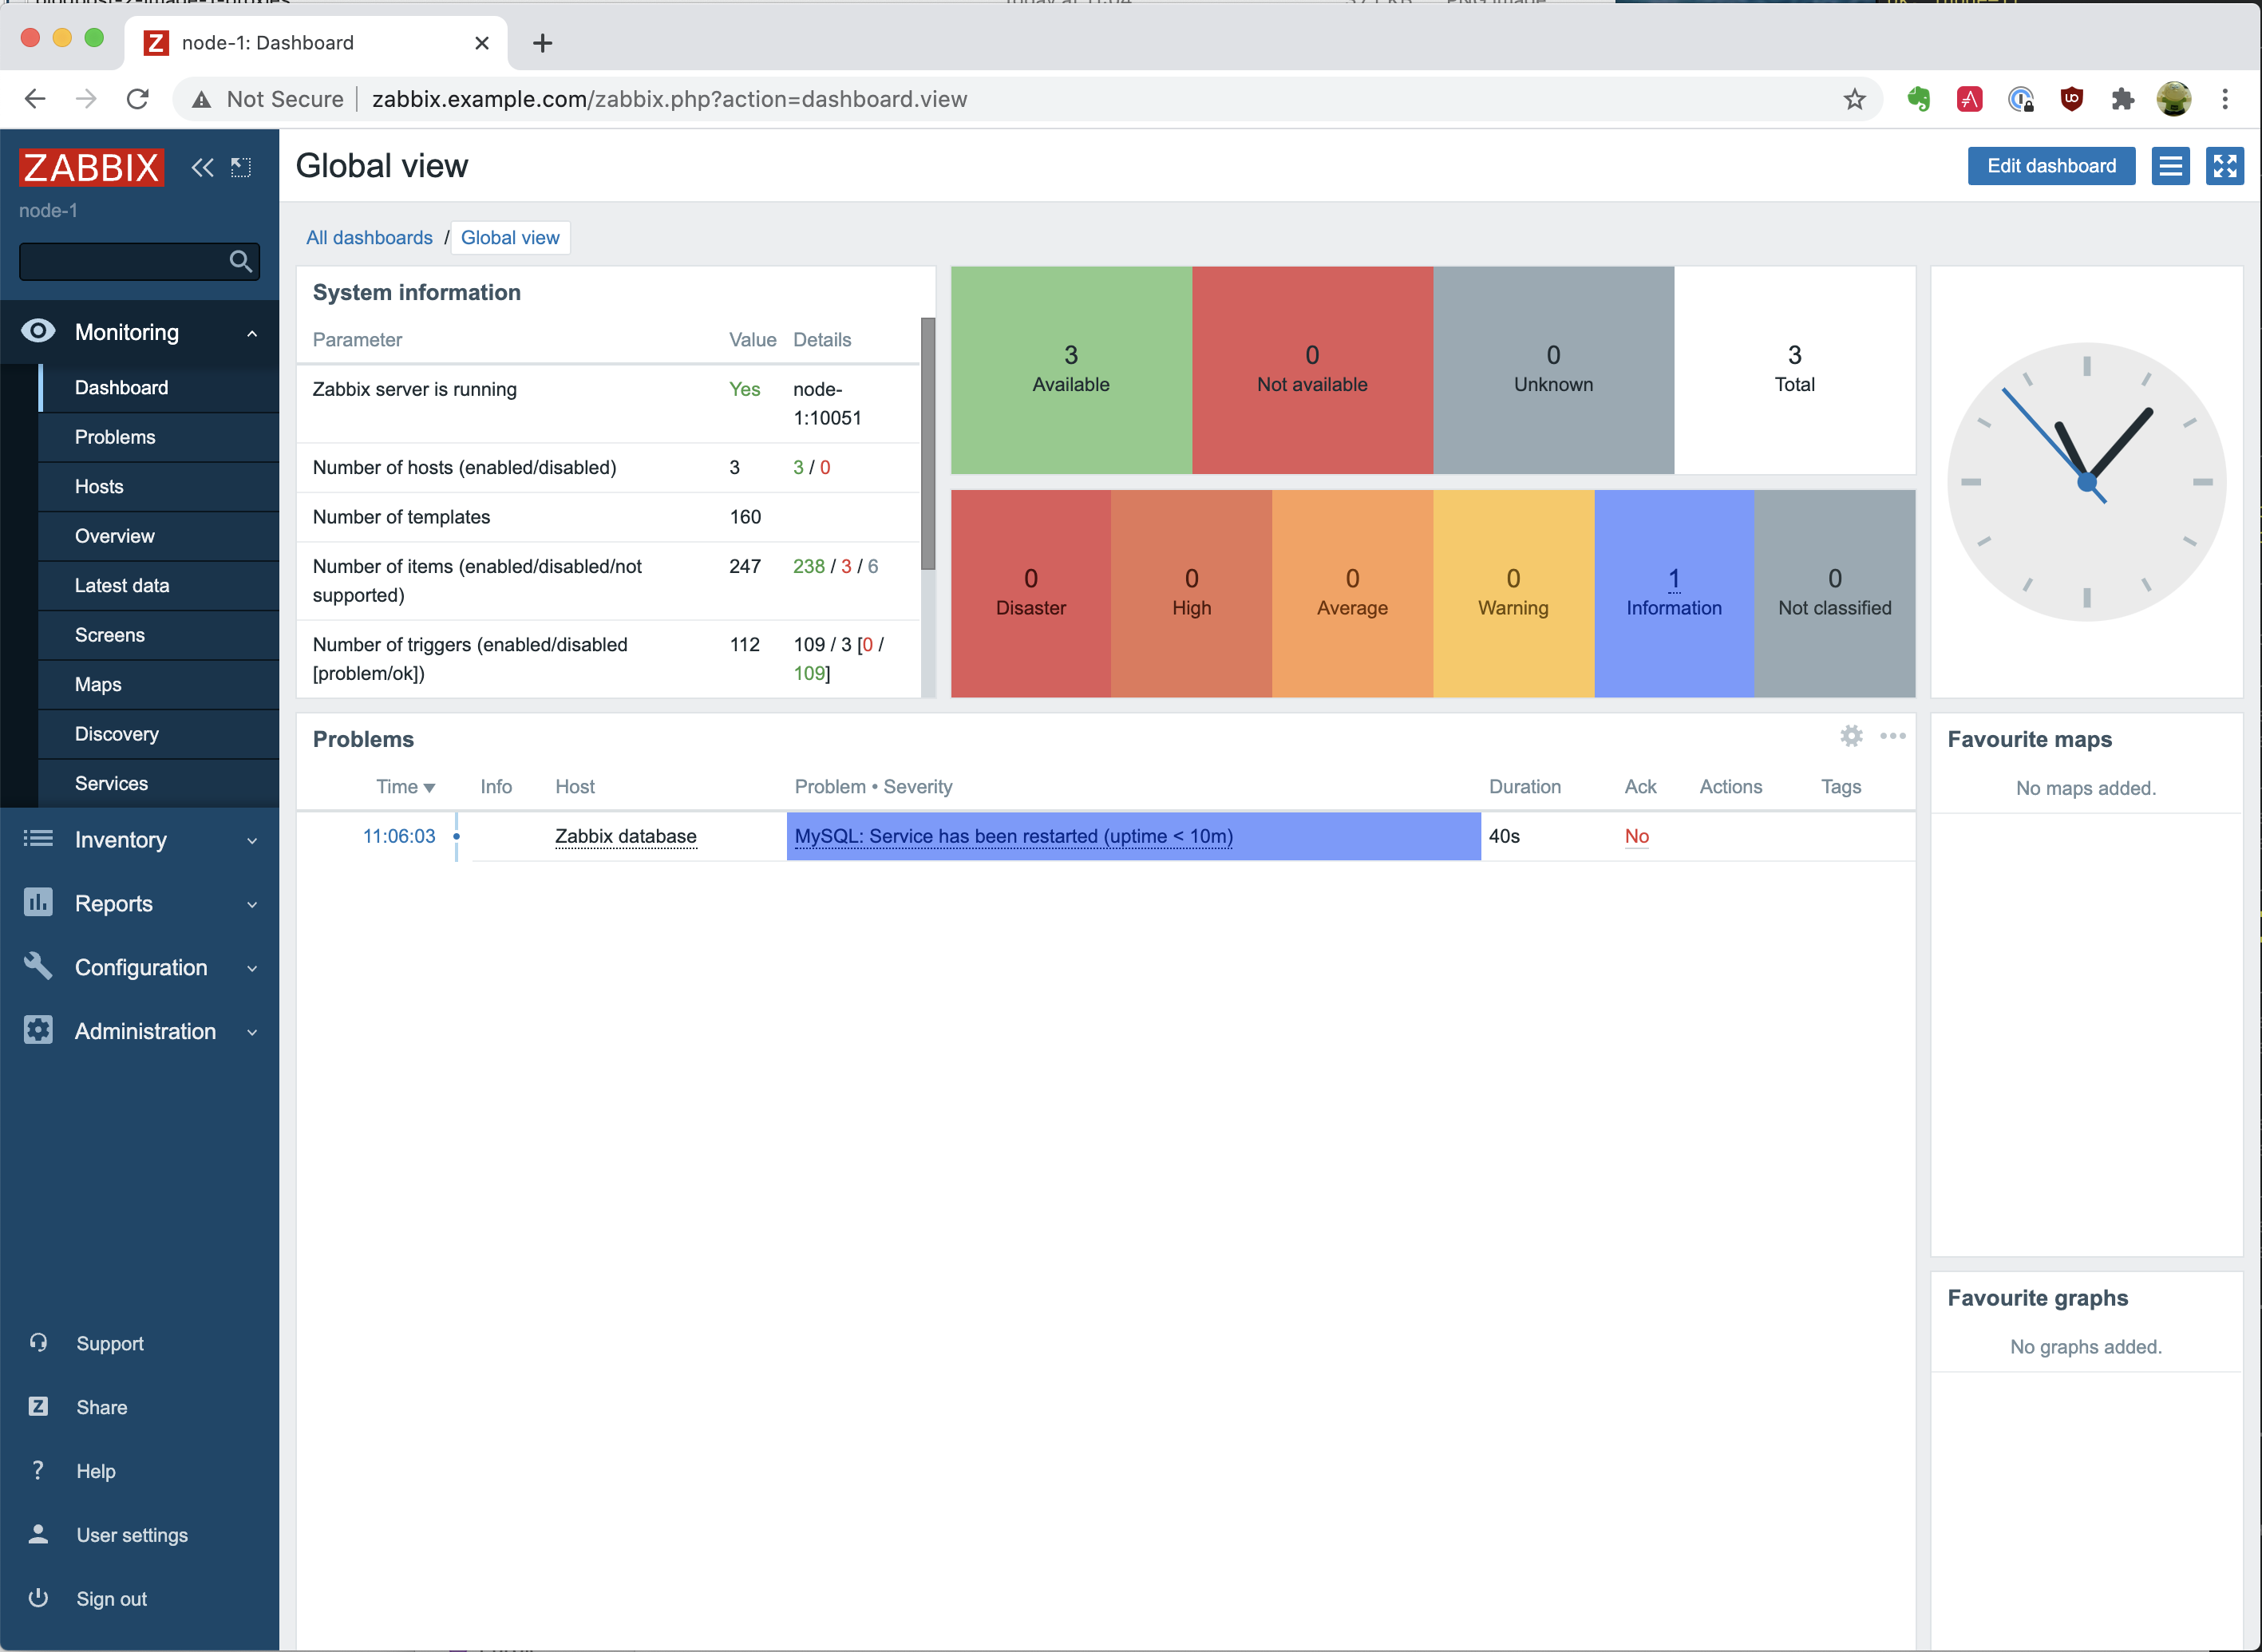 node-1: Dashboard
Not Secure
zabbix.example.com/zabbix.php?action=dashboard.view
ZABBIX
node-1
Monitoring
Dashboard
Problems
Hosts
Overview
Latest data
Screens
Maps
Discovery
Services
Inventory
Reports
Configuration
Administration
Support
Share
Help
User settings
Sign out
Global view
Edit dashboard
All dashboards / Global view
System information
Parameter Value Details
Zabbix server is running Yes node-
1:10051
Number of hosts (enabled/disabled) 3 3 / 0
Number of templates 160
Number of items (enabled/disabled/not 247 238 / 3 / 6
supported)
Number of triggers (enabled/disabled 112 109 / 3 [0 /
[problem/ok]) 109]
3 0 0 3
Available Not available Unknown Total
0 0 0 0 1 0
Disaster High Average Warning Information Not classified
Problems
Time Info Host Problem • Severity Duration Ack Actions Tags
11:06:03 Zabbix database MySQL: Service has been restarted (uptime < 10m) 40s No
Favourite maps
No maps added.
Favourite graphs
No graphs added.